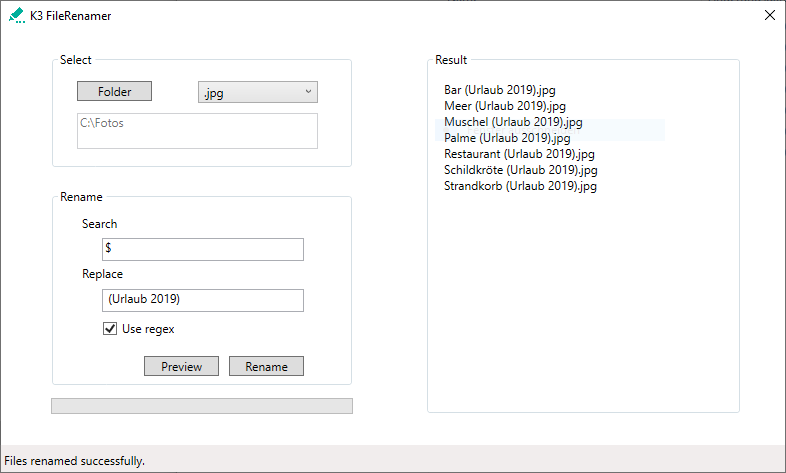 K3 FileRenamer
Select
Folder
.jpg
C:\Fotos
Rename
Search
$
Replace
(Urlaub 2019)
Use regex
Preview
Rename
Result
Bar (Urlaub 2019).jpg
Meer (Urlaub 2019).jpg
Muschel (Urlaub 2019).jpg
Palme (Urlaub 2019).jpg
Restaurant (Urlaub 2019).jpg
Schildkröte (Urlaub 2019).jpg
Strandkorb (Urlaub 2019).jpg
Files renamed successfully.